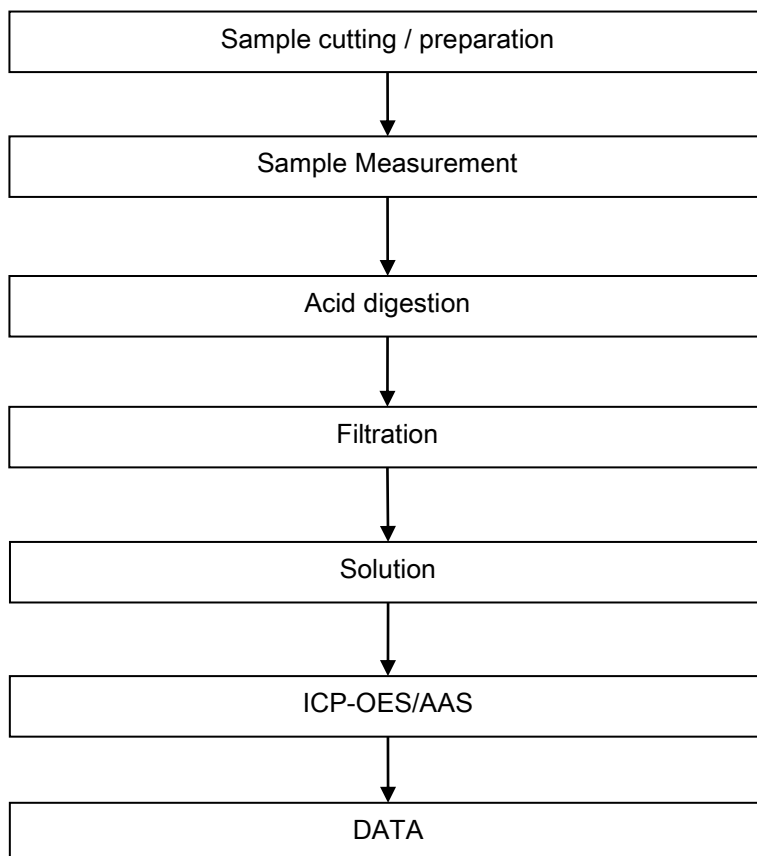 Sample cutting / preparation
Sample Measurement
Acid digestion
Filtration
Solution
ICP-OES/AAS
DATA